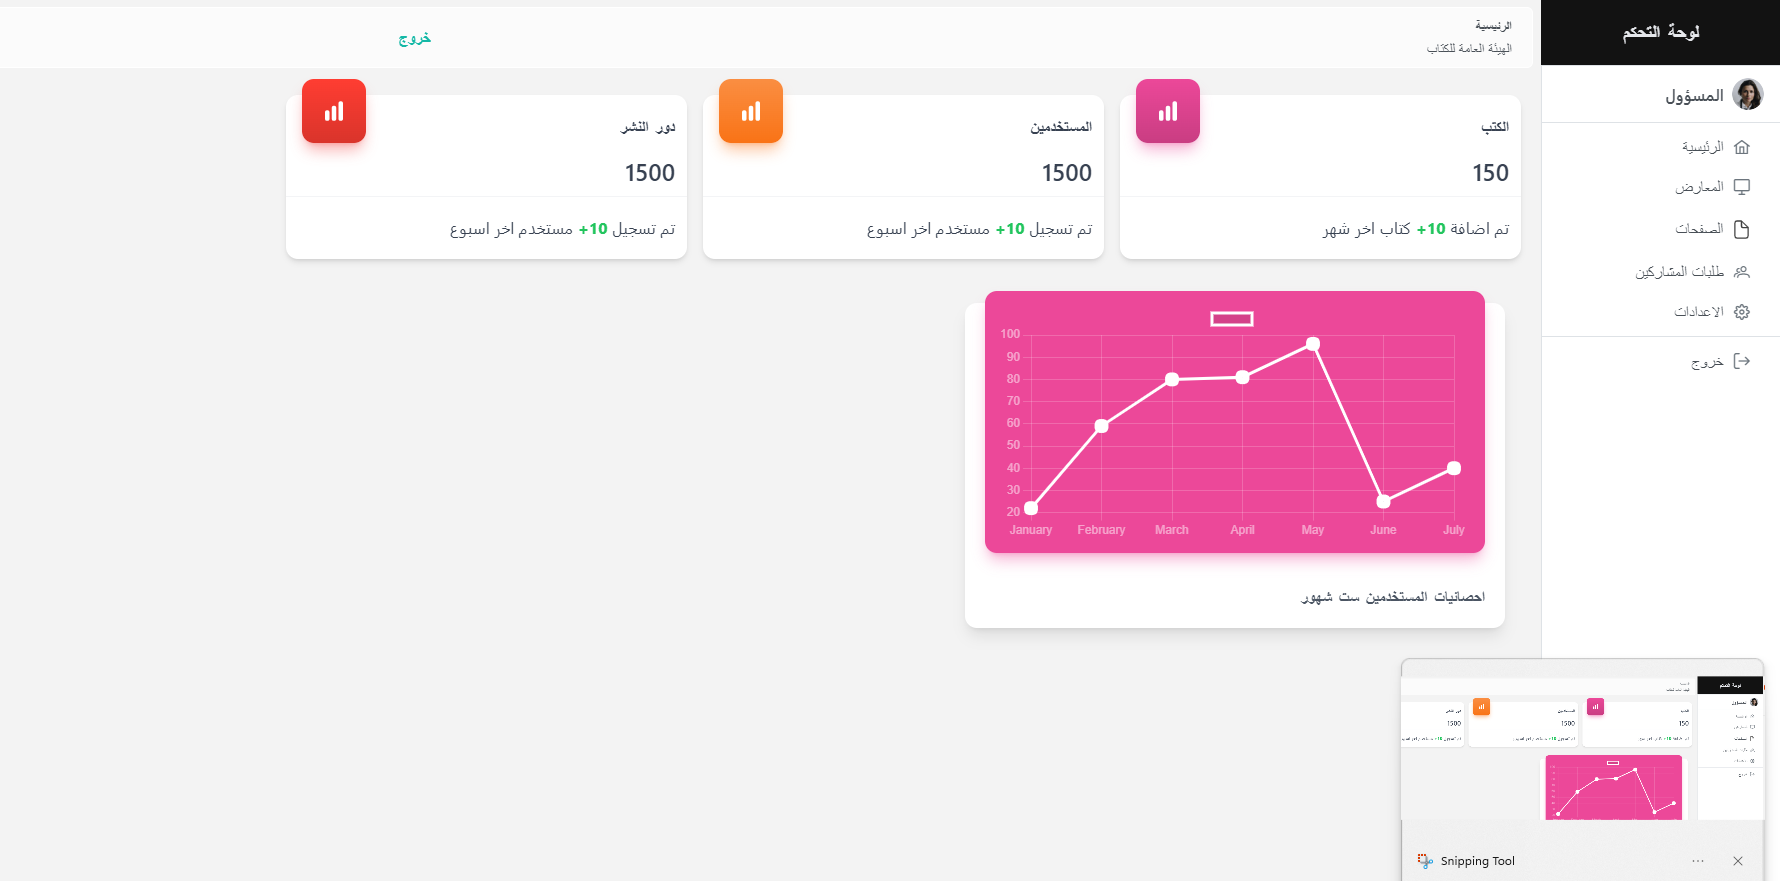 لوحة التحكم
المسؤول
الرئيسية
المعارض
الصفحات
طلبات المشاركين
الاعدادات
خروج
الرئيسية
الهيئة العامة للكتاب
خروج
الكتب
150
تم اضافة 10+ كتاب اخر شهر
المستخدمين
1500
تم تسجيل 10+ مستخدم اخر اسبوع
دور النشر
1500
تم تسجيل 10+ مستخدم اخر اسبوع
100
90
80
70
60
50
40
30
20
January February March April May June July
احصائيات المستخدمين ست شهور
Snipping Tool